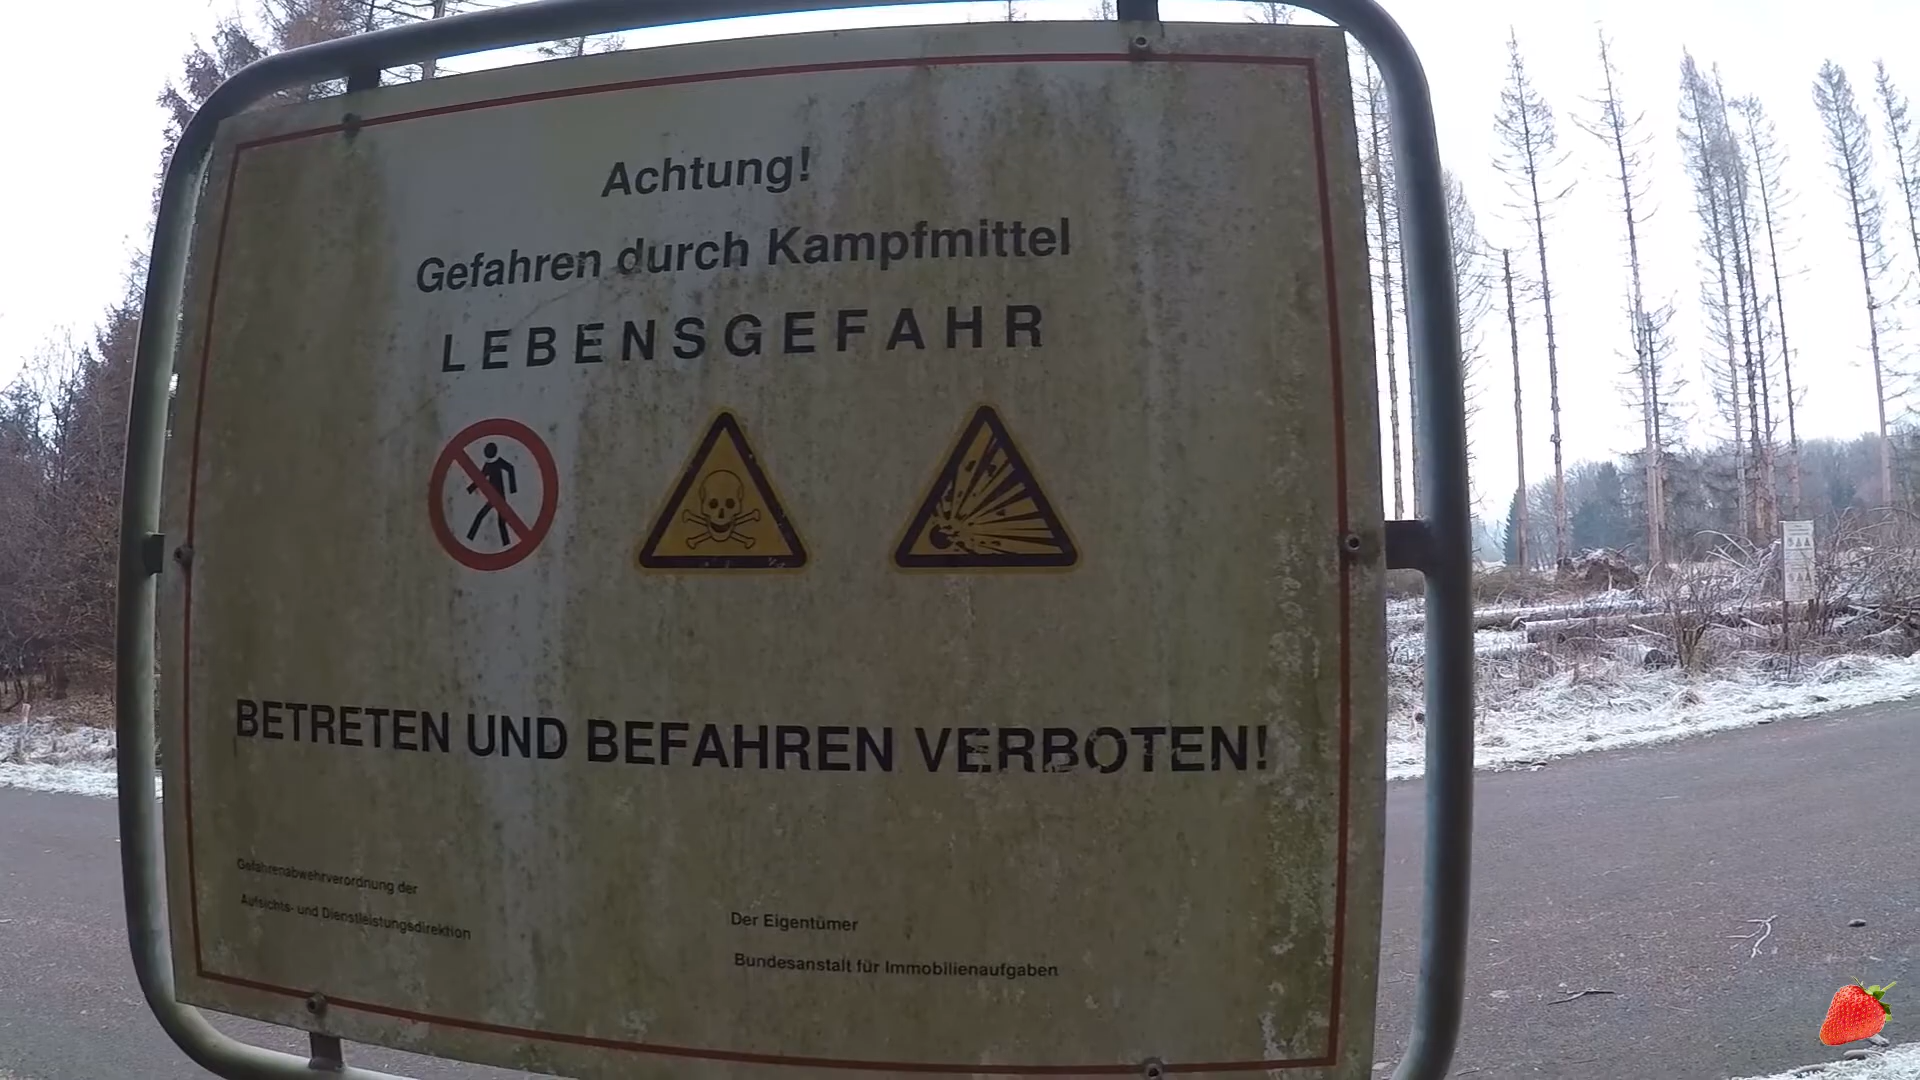 Achtung!
Gefahren durch Kampfmittel
LEBENSGEFAHR
BETRETEN UND BEFAHREN VERBOTEN!
Gefahrenabwehrverordnung der
Aufsichts- und Dienstleistungsdirektion
Der Eigentümer
Bundesanstalt für Immobilienaufgaben